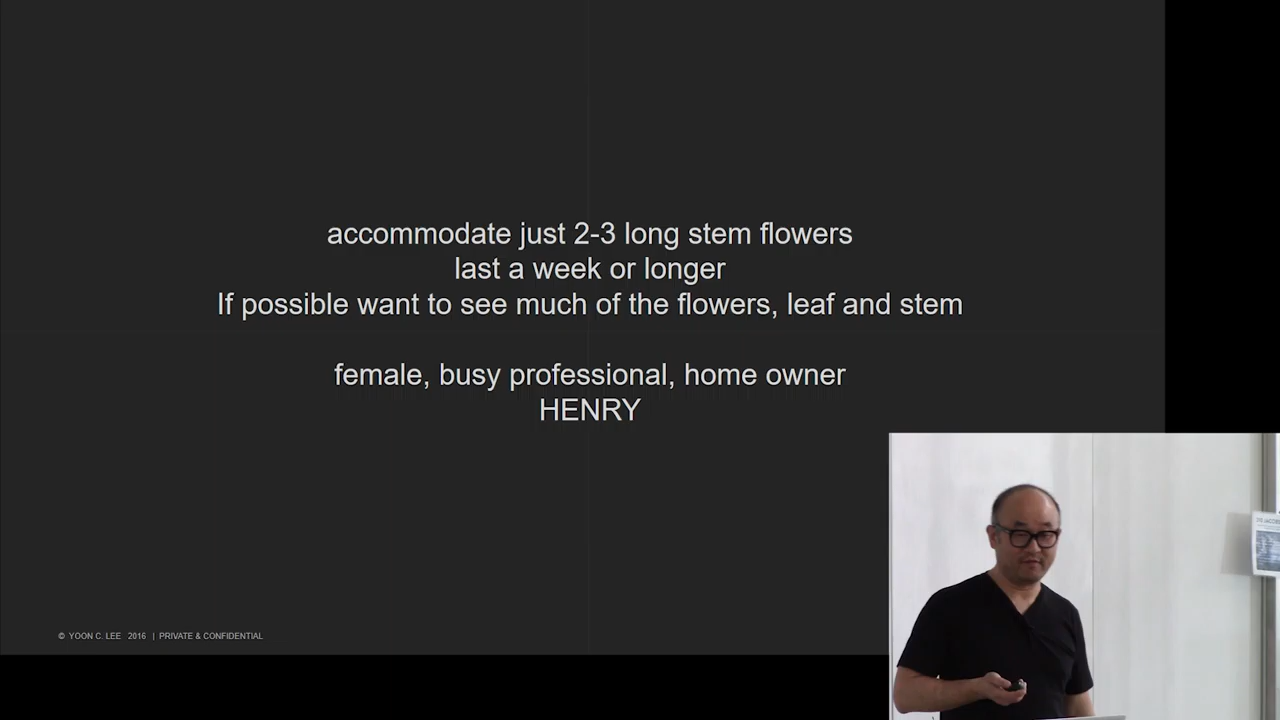 accommodate just 2-3 long stem flowers
last a week or longer
If possible want to see much of the flowers, leaf and stem
female, busy professional, home owner
HENRY
© YOON C. LEE 2016 | PRIVATE & CONFIDENTIAL